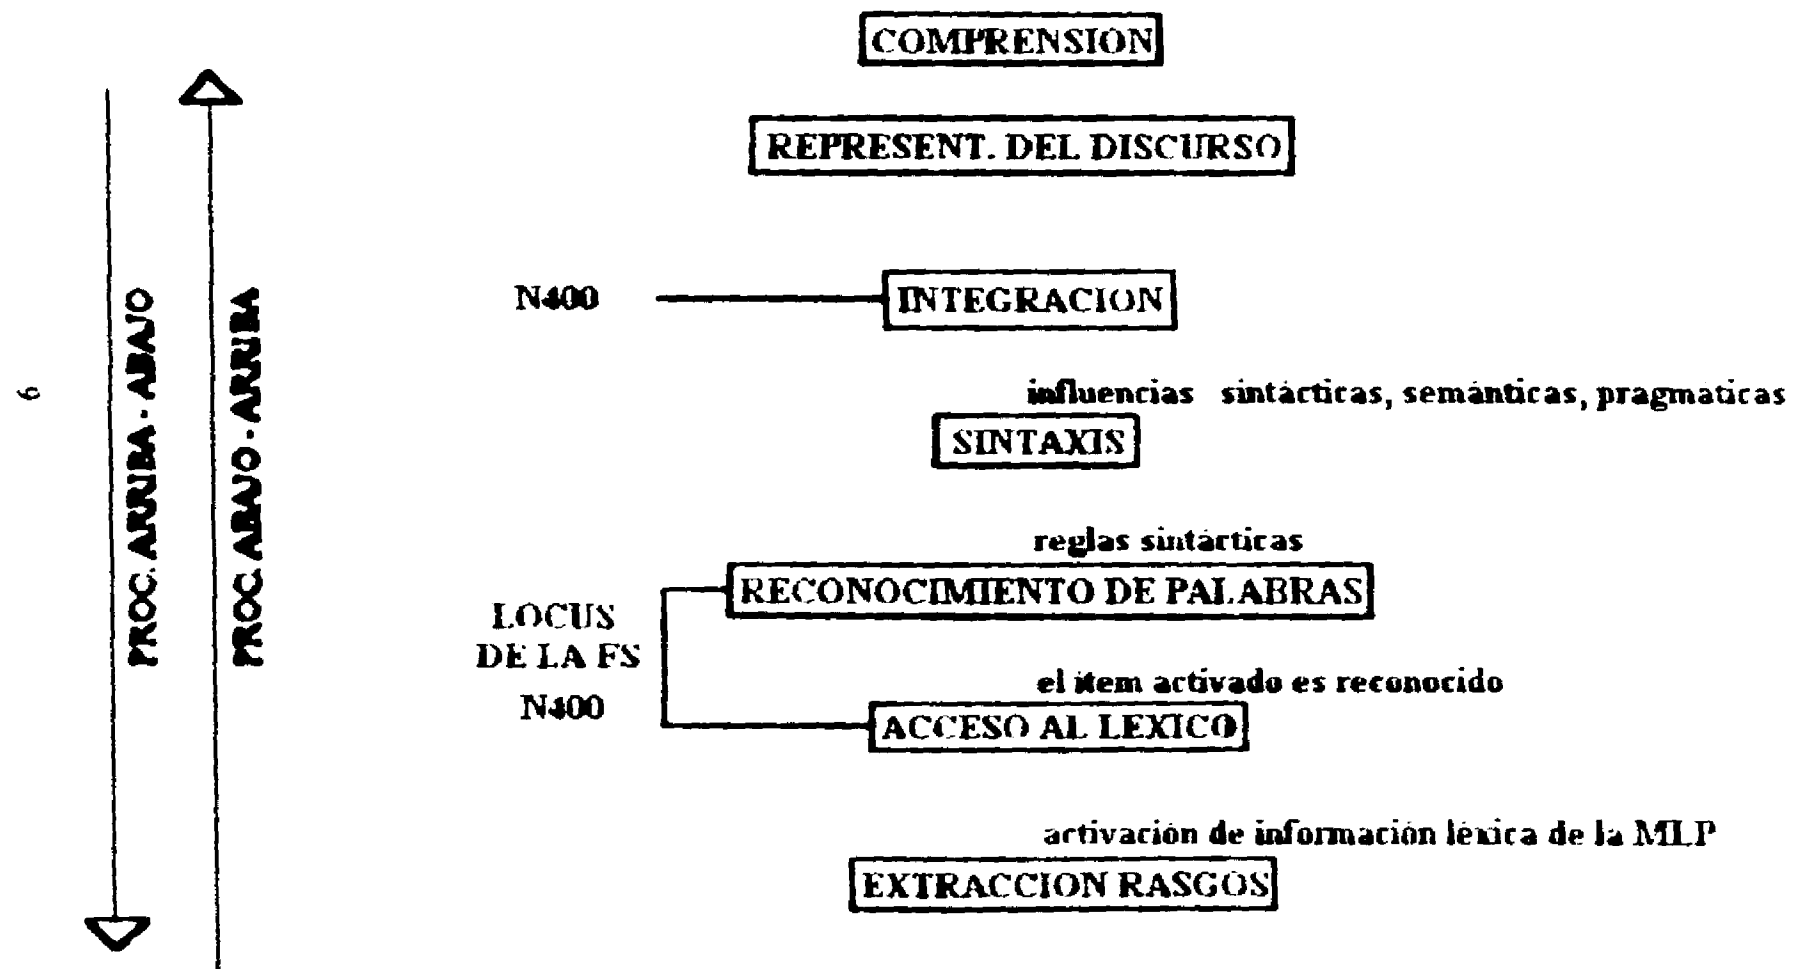 COMPRENSION
REPRESENT. DEL DISCURSO
N400
INTEGRACION
influencias sintácticas, semánticas, pragmáticas
SINTAXIS
reglas sintácticas
RECONOCIMIENTO DE PALABRAS
LOCUS
DE LA FS
N400
el item activado es reconocido
ACCESO AL LEXICO
activación de información léxica de la MLP
EXTRACCION RASGOS
PROC. ARRIBA - ABAJO
PROC. ABAJO - ARRIBA